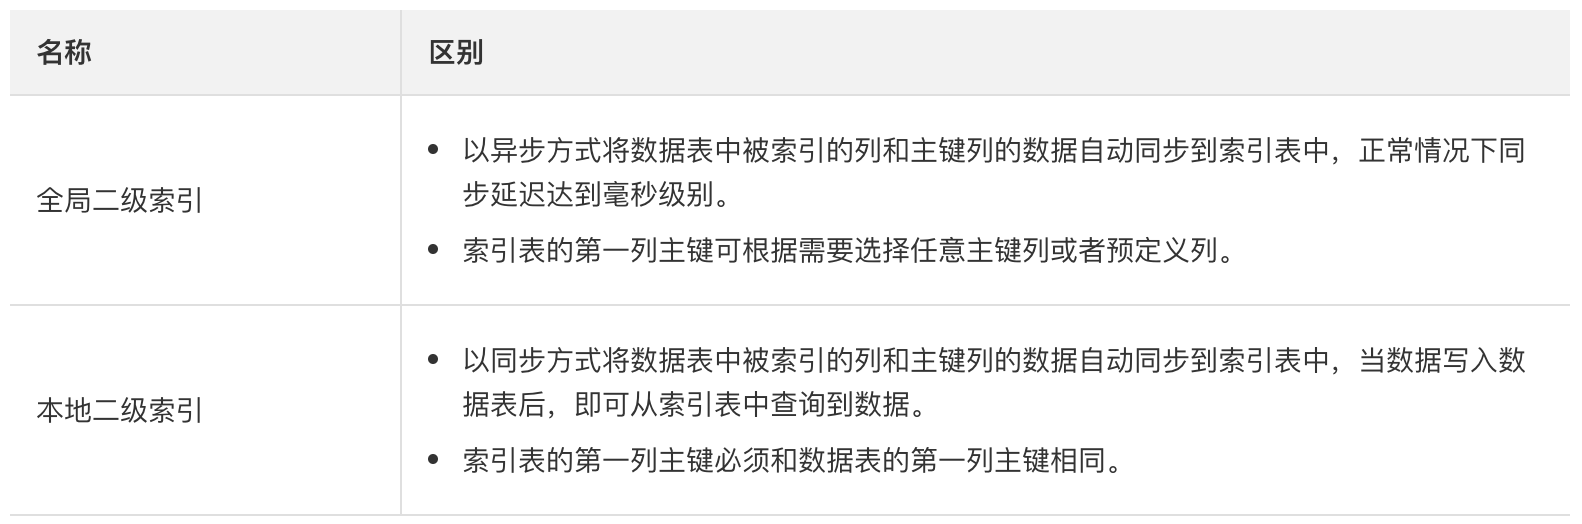 名称
区别
全局二级索引
以异步方式将数据表中被索引的列和主键列的数据自动同步到索引表中，正常情况下同
步延迟达到毫秒级别。
索引表的第一列主键可根据需要选择任意主键列或者预定义列。
本地二级索引
以同步方式将数据表中被索引的列和主键列的数据自动同步到索引表中，当数据写入数
据表后，即可从索引表中查询到数据。
索引表的第一列主键必须和数据表的第一列主键相同。